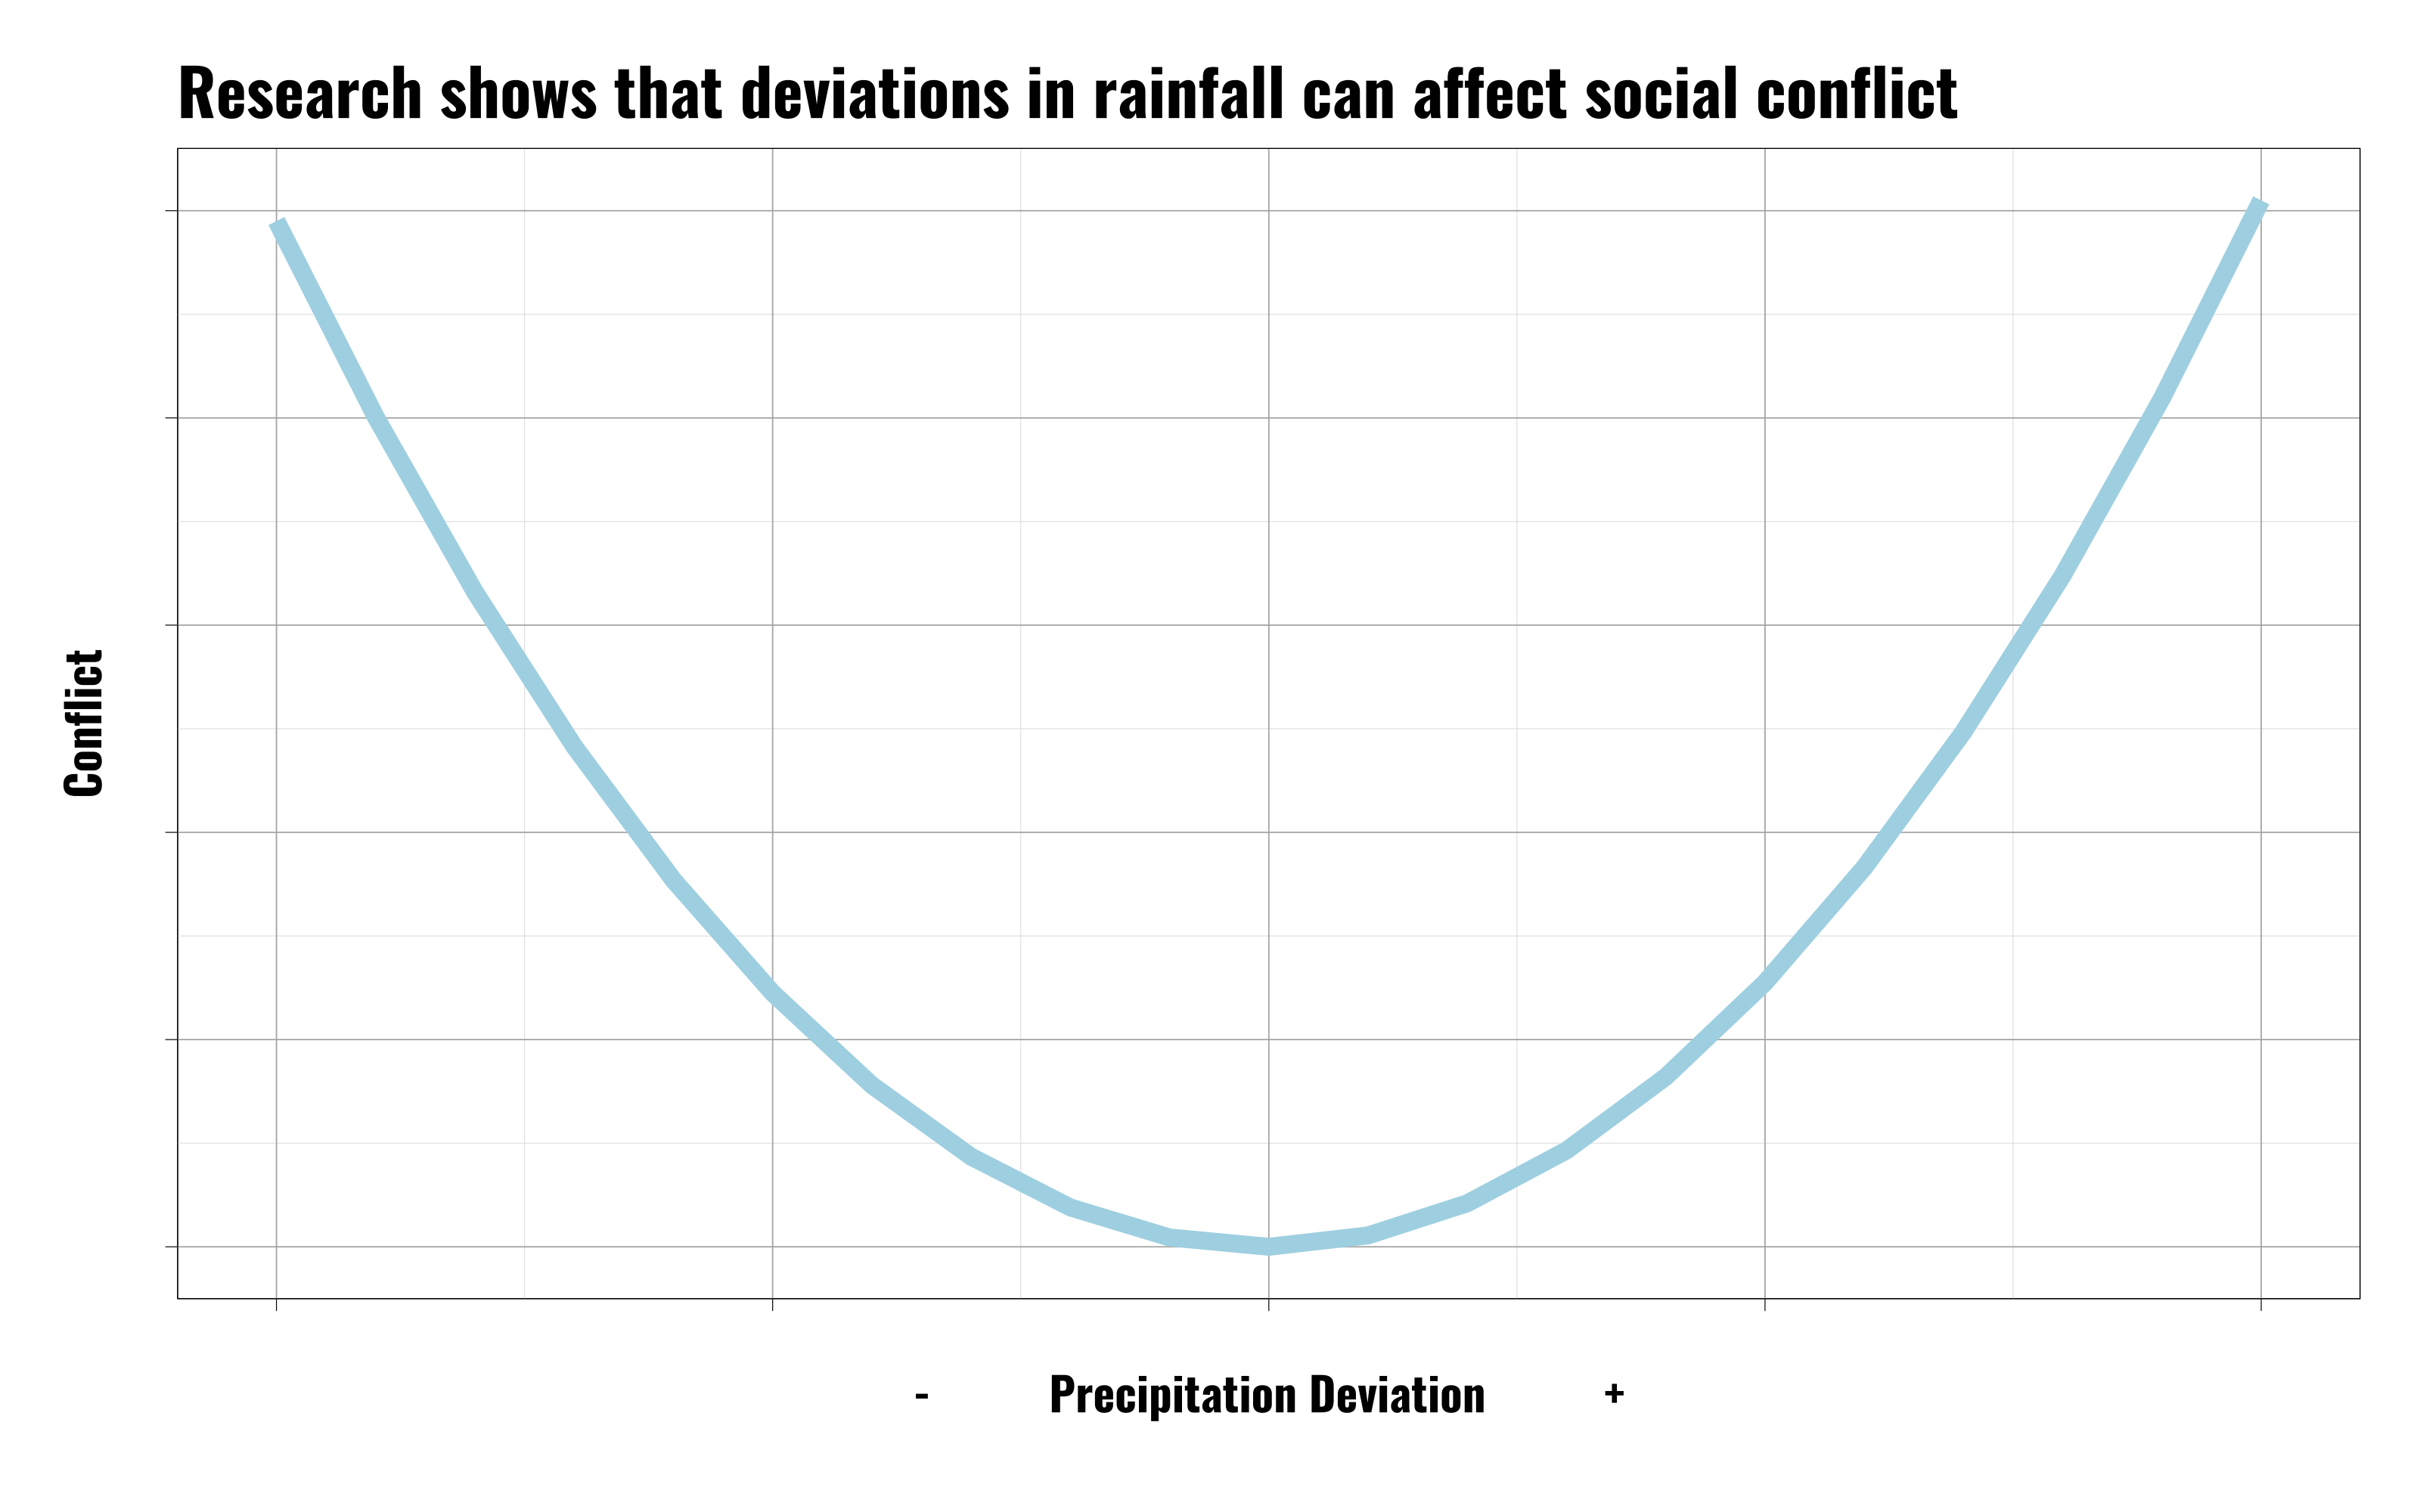 Research shows that deviations in rainfall can affect social conflict
Conflict
- Precipitation Deviation +